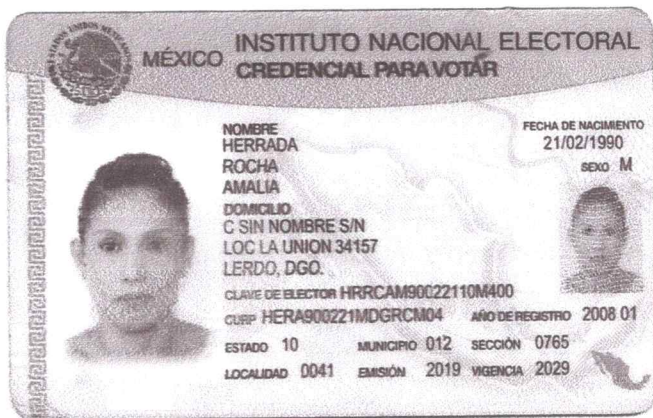 MÉXICO INSTITUTO NACIONAL ELECTORAL
CREDENCIAL PARA VOTAR
NOMBRE
HERRADA
ROCHA
AMALIA
FECHA DE NACIMIENTO
21/02/1990
SEXO M
DOMICILIO
C SIN NOMBRE S/N
LOC LA UNION 34157
LERDO, DGO.
CLAVE DE ELECTOR HRRCAM90022110M400
CURP HERA900221MDGRCM04 AÑO DE REGISTRO 2008 01
ESTADO 10 MUNICIPIO 012 SECCIÓN 0765
LOCALIDAD 0041 EMISIÓN 2019 VIGENCIA 2029